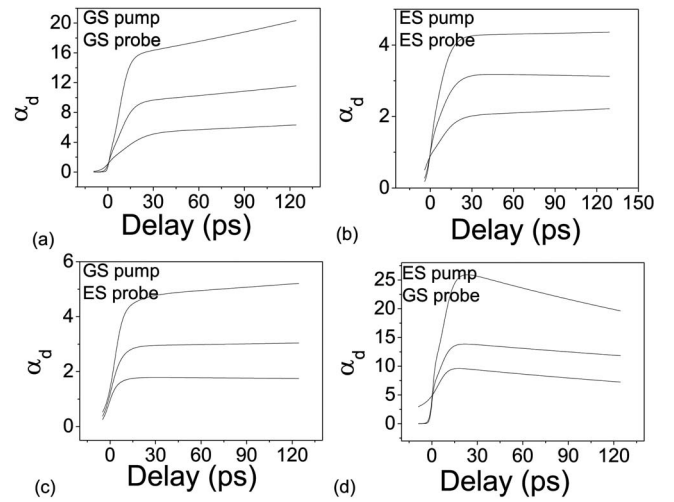 GS pump
GS probe
20
16
12
8
4
0
α_d
0 30 60 90 120
Delay (ps)
(a)
ES pump
ES probe
4
2
0
α_d
0 30 60 90 120 150
Delay (ps)
(b)
GS pump
ES probe
6
4
2
0
α_d
0 30 60 90 120
Delay (ps)
(c)
ES pump
GS probe
25
20
15
10
5
0
α_d
0 30 60 90 120
Delay (ps)
(d)